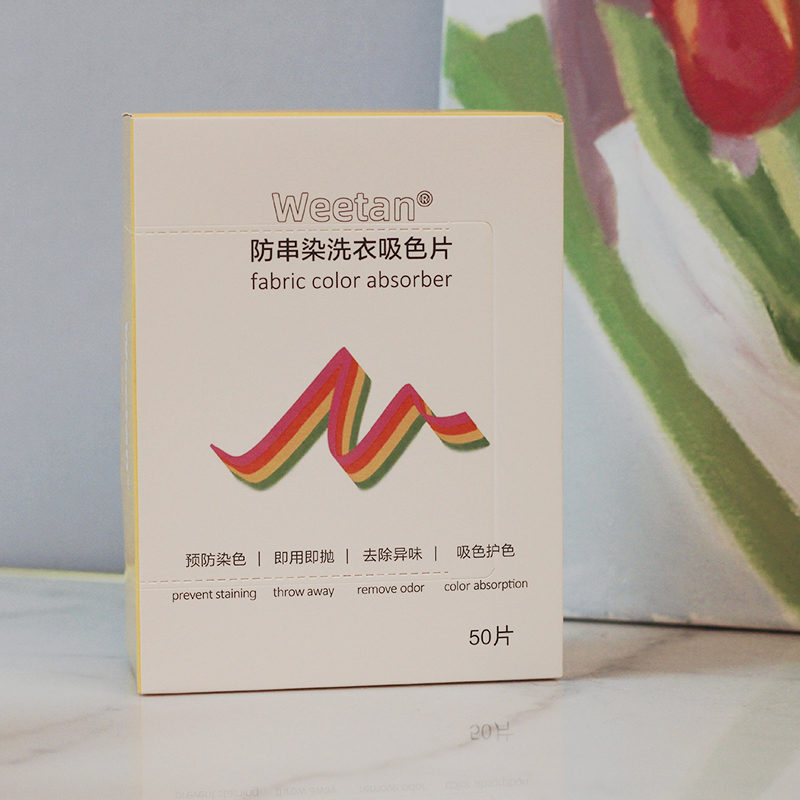 Weetan®
防串染洗衣吸色片
fabric color absorber
预防染色 | 即用即抛 | 去除异味 | 吸色护色
prevent staining throw away remove odor color absorption
50片